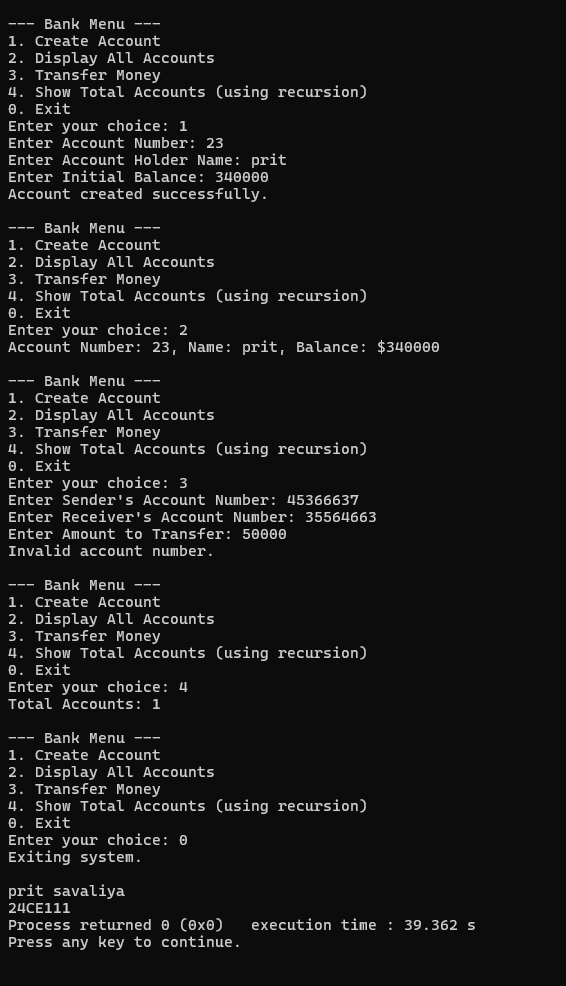 --- Bank Menu ---
1. Create Account
2. Display All Accounts
3. Transfer Money
4. Show Total Accounts (using recursion)
0. Exit
Enter your choice: 1
Enter Account Number: 23
Enter Account Holder Name: prit
Enter Initial Balance: 340000
Account created successfully.

--- Bank Menu ---
1. Create Account
2. Display All Accounts
3. Transfer Money
4. Show Total Accounts (using recursion)
0. Exit
Enter your choice: 2
Account Number: 23, Name: prit, Balance: $340000

--- Bank Menu ---
1. Create Account
2. Display All Accounts
3. Transfer Money
4. Show Total Accounts (using recursion)
0. Exit
Enter your choice: 3
Enter Sender's Account Number: 45366637
Enter Receiver's Account Number: 35564663
Enter Amount to Transfer: 50000
Invalid account number.

--- Bank Menu ---
1. Create Account
2. Display All Accounts
3. Transfer Money
4. Show Total Accounts (using recursion)
0. Exit
Enter your choice: 4
Total Accounts: 1

--- Bank Menu ---
1. Create Account
2. Display All Accounts
3. Transfer Money
4. Show Total Accounts (using recursion)
0. Exit
Enter your choice: 0
Exiting system.

prit savaliya
24CE111
Process returned 0 (0x0)   execution time : 39.362 s
Press any key to continue.